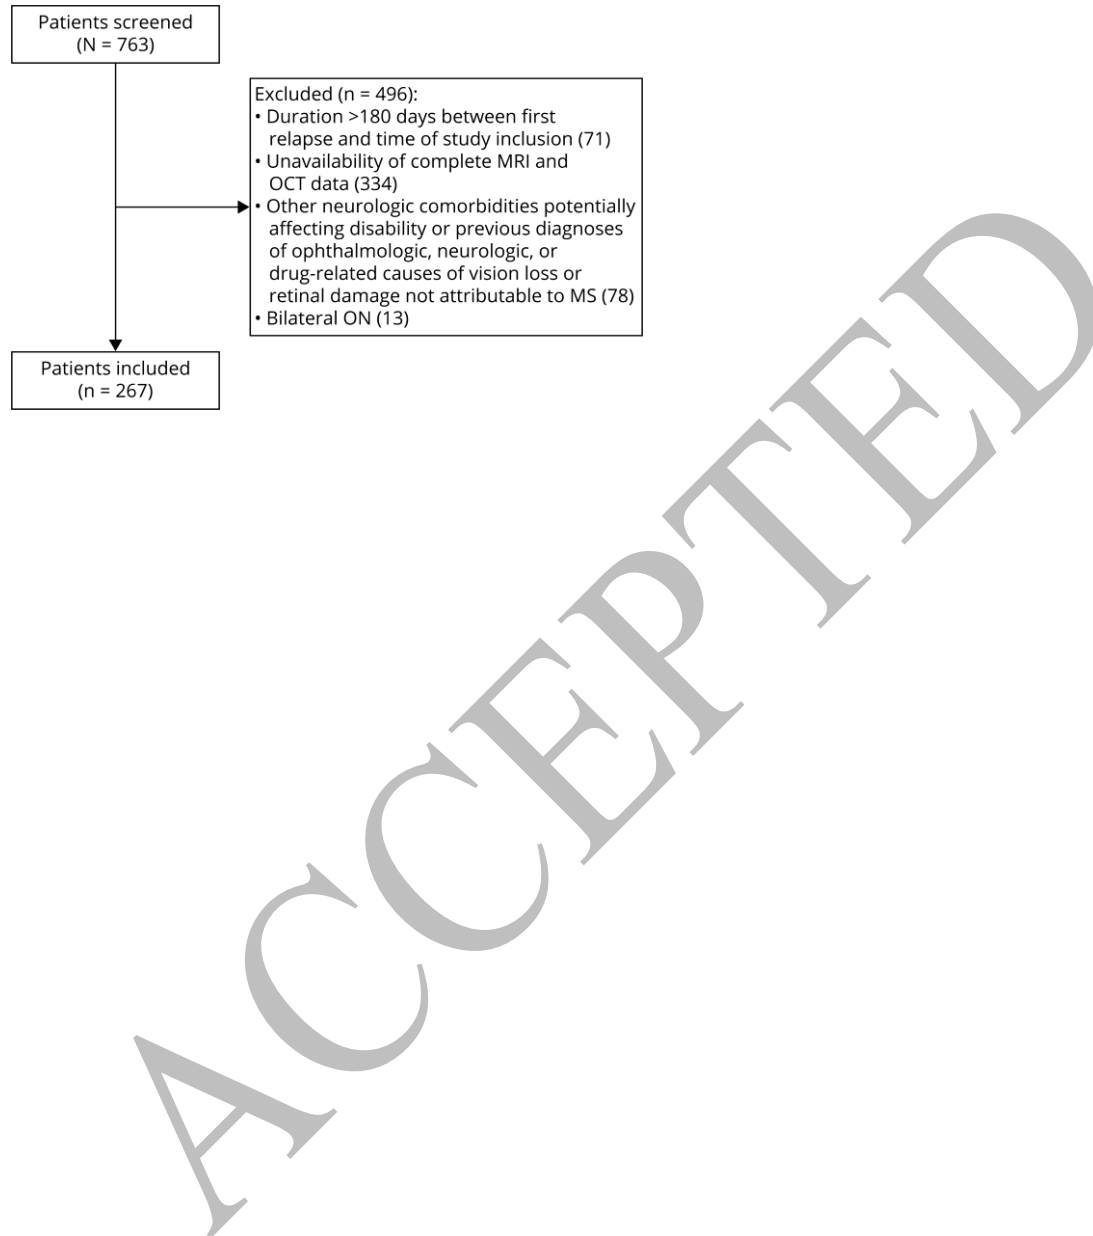 Patients screened
(N = 763)
Excluded (n = 496):
• Duration >180 days between first
relapse and time of study inclusion (71)
• Unavailability of complete MRI and
OCT data (334)
• Other neurologic comorbidities potentially
affecting disability or previous diagnoses
of ophthalmologic, neurologic, or
drug-related causes of vision loss or
retinal damage not attributable to MS (78)
• Bilateral ON (13)
Patients included
(n = 267)
ACCEPTED